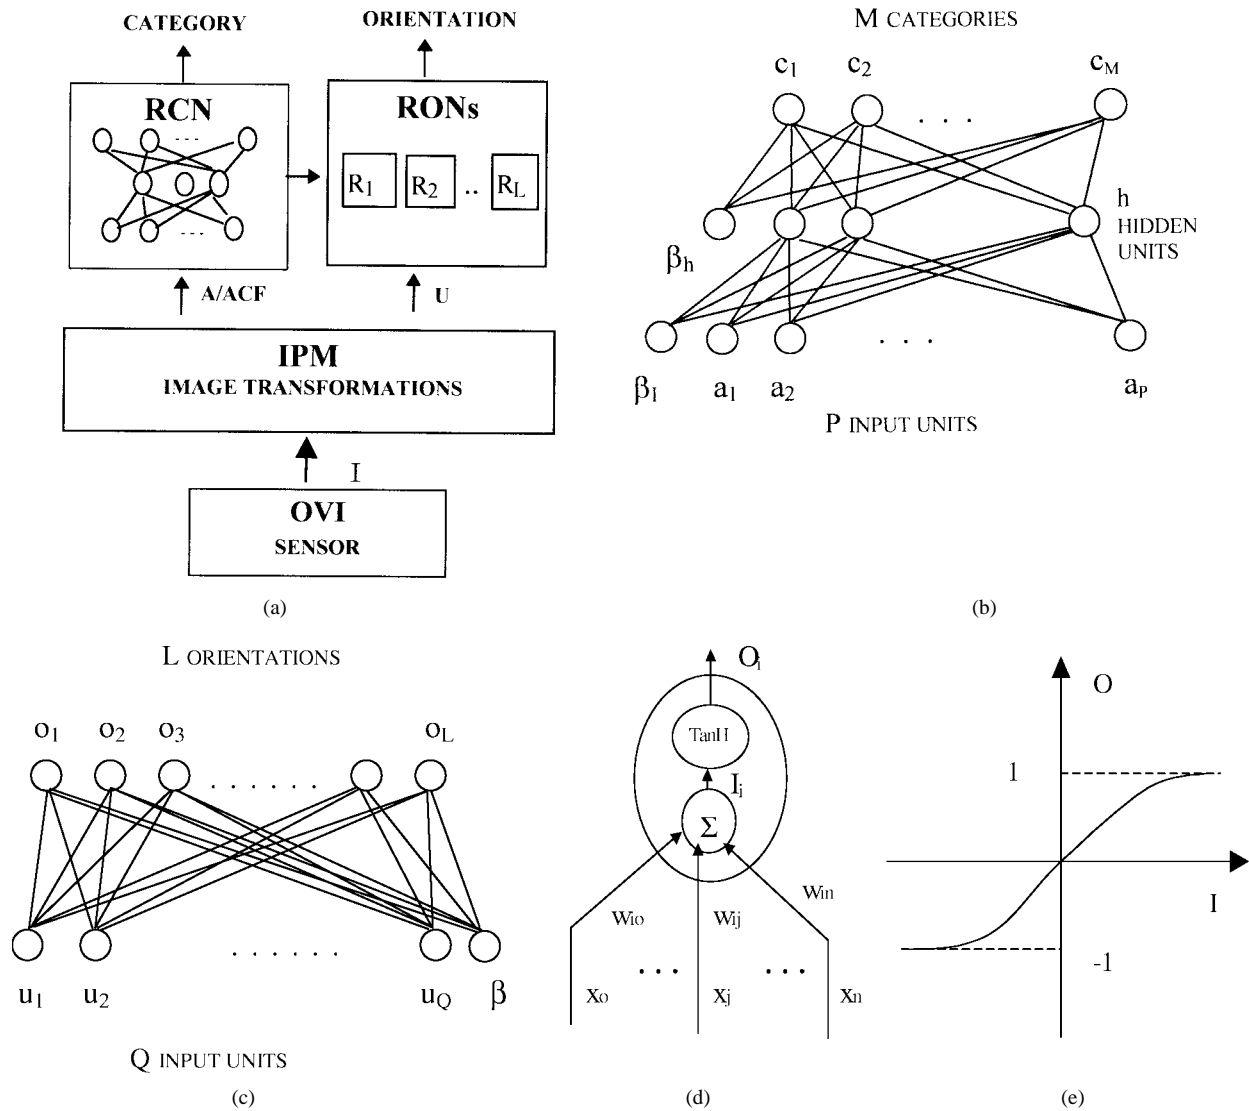 (a)
CATEGORY
ORIENTATION
RCN
RONs
R1
R2
..
RL
A/ACF
U
IPM
IMAGE TRANSFORMATIONS
I
OVI
SENSOR
M CATEGORIES
c1
c2
. . .
cM
h
HIDDEN
UNITS
βh
. . .
βI
a1
a2
aP
P INPUT UNITS
(a)
(b)
L ORIENTATIONS
o1
o2
o3
oL
. . . . . .
. . . . . .
u1
u2
uQ
β
Q INPUT UNITS
(c)
Oi
TanH
Ii
Σ
wio
wij
win
. . .
. . .
xo
xj
xn
(d)
O
1
I
-1
(e)